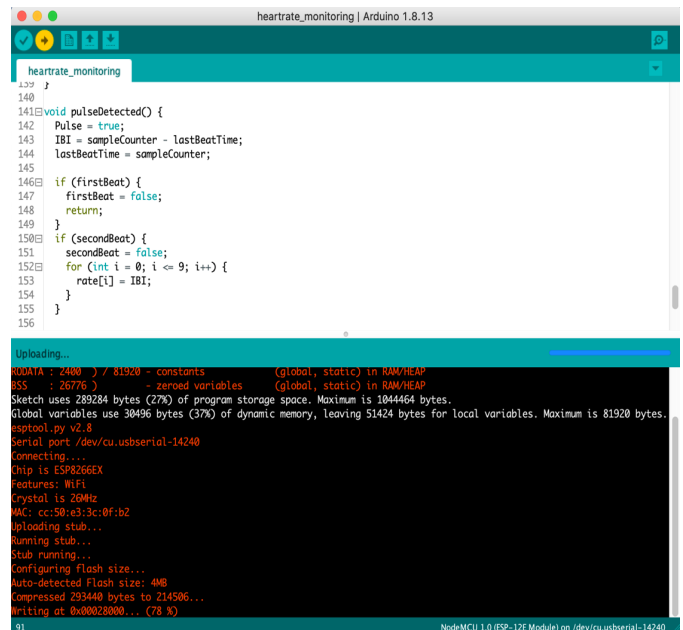 heartrate_monitoring | Arduino 1.8.13
heartrate_monitoring
139 }
140
141 void pulseDetected() {
142 Pulse = true;
143 IBI = sampleCounter - lastBeatTime;
144 lastBeatTime = sampleCounter;
145
146 if (firstBeat) {
147 firstBeat = false;
148 return;
149 }
150 if (secondBeat) {
151 secondBeat = false;
152 for (int i = 0; i <= 9; i++) {
153 rate[i] = IBI;
154 }
155 }
156
Uploading...
RODATA : 2400 ) / 81920 - constants (global, static) in RAM/HEAP
BSS : 26776 ) - zeroed variables (global, static) in RAM/HEAP
Sketch uses 289284 bytes (27%) of program storage space. Maximum is 1044464 bytes.
Global variables use 30496 bytes (37%) of dynamic memory, leaving 51424 bytes for local variables. Maximum is 81920 bytes.
esptool.py v2.8
Serial port /dev/cu.usbserial-14240
Connecting....
Chip is ESP8266EX
Features: WiFi
Crystal is 26MHz
MAC: cc:50:e3:3c:0f:b2
Uploading stub...
Running stub...
Stub running...
Configuring flash size...
Auto-detected Flash size: 4MB
Compressed 293440 bytes to 214506...
Writing at 0x00028000... (78 %)
91 NodeMCU 1.0 (ESP-12E Module) on /dev/cu.usbserial-14240